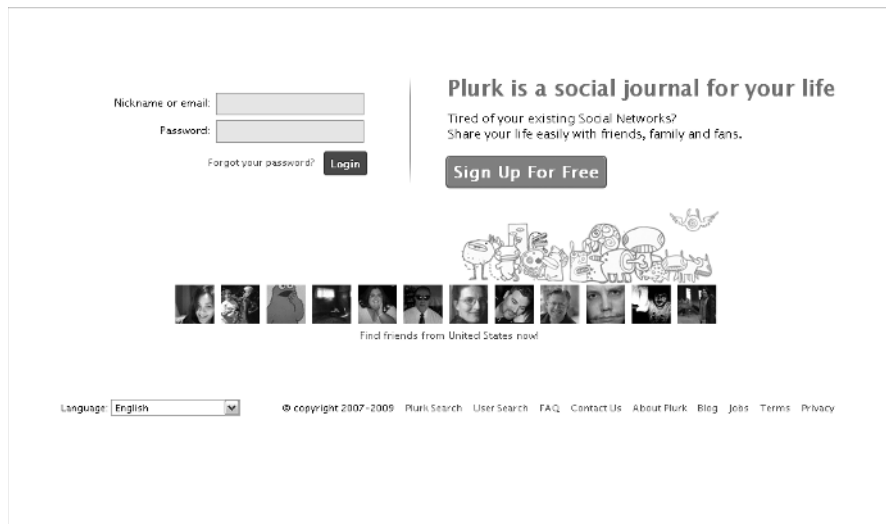 Nickname or email:
Password:
Forgot your password? Login
Plurk is a social journal for your life
Tired of your existing Social Networks?
Share your life easily with friends, family and fans.
Sign Up For Free
Find friends from United States now!
Language: English
© copyright 2007-2009 Plurk Search User Search FAQ Contact Us About Plurk Blog Jobs Terms Privacy